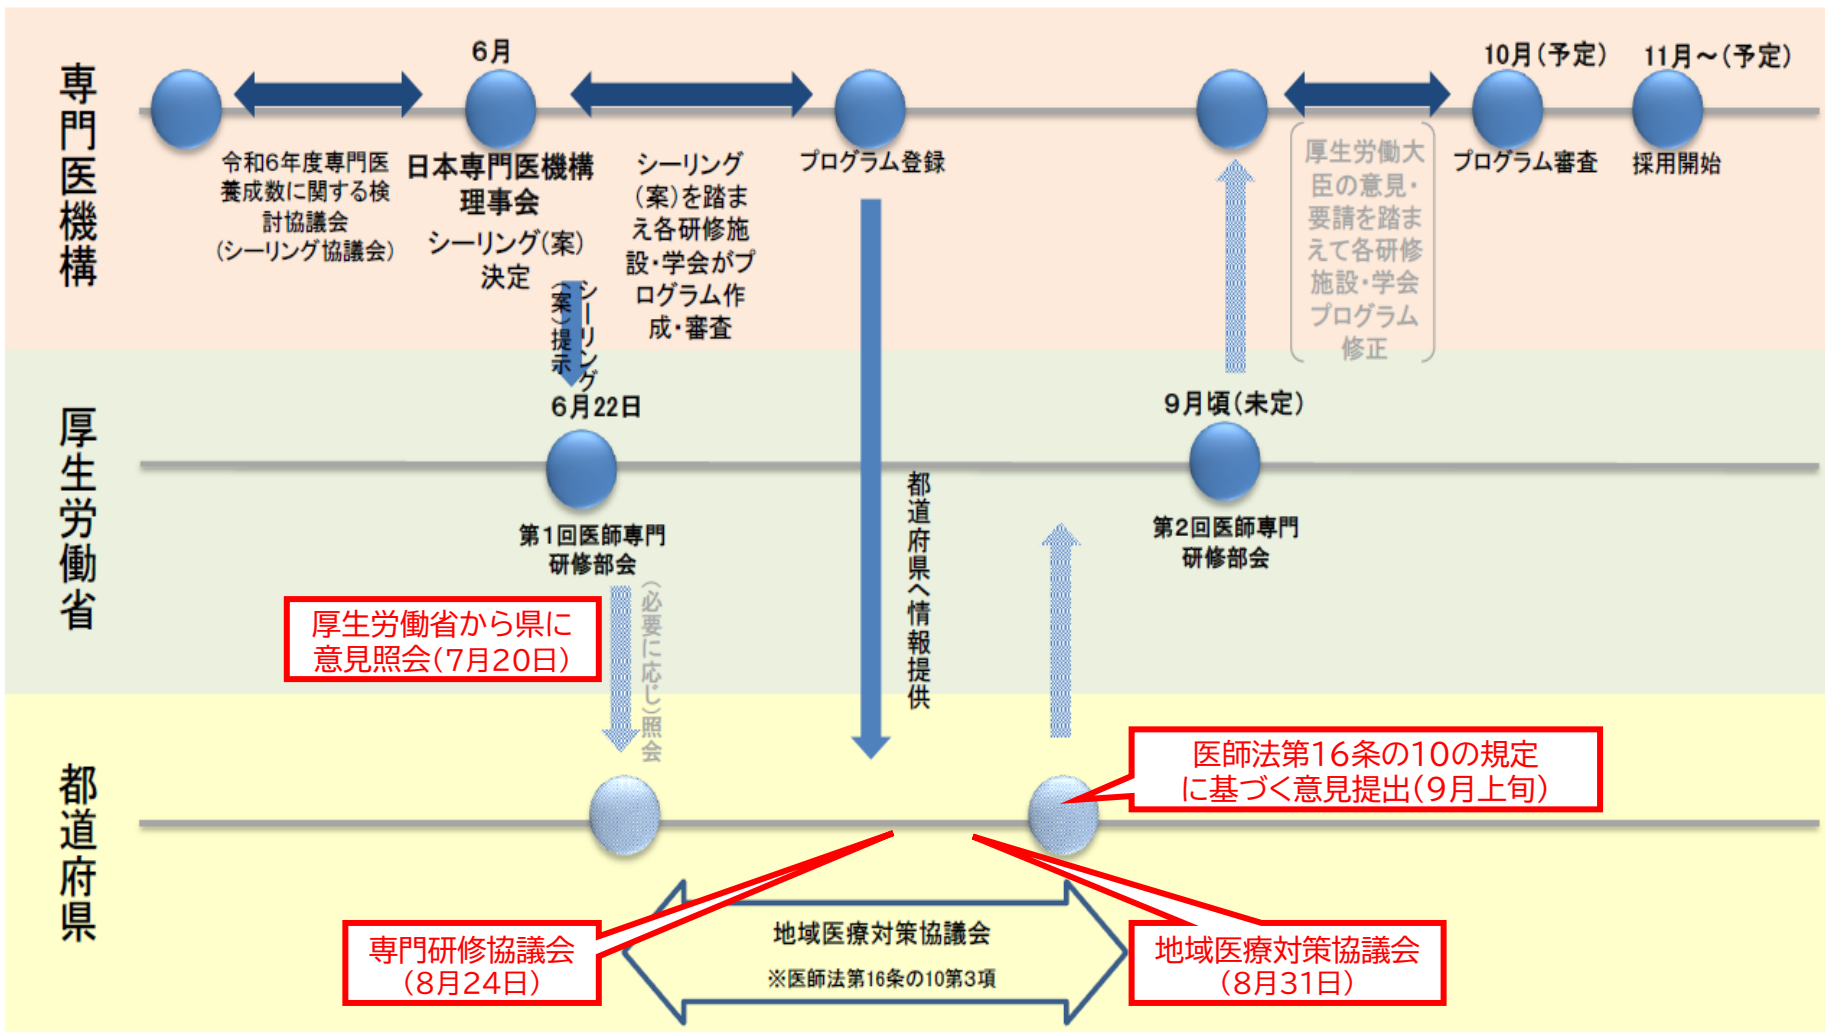 専門医機構
6月
10月(予定)
11月～(予定)
令和6年度専門医
養成数に関する検
討協議会
(シーリング協議会)
日本専門医機構
理事会
シーリング(案)
決定
シーリング
(案)を踏ま
え各研修施
設・学会がプ
ログラム作
成・審査
プログラム登録
厚生労働大
臣の意見・
要請を踏ま
えて各研修
施設・学会
プログラム
修正
プログラム審査
採用開始
シーリング
(案)提示
厚生労働省
6月22日
9月頃(未定)
第1回医師専門
研修部会
第2回医師専門
研修部会
都道府県へ情報提供
厚生労働省から県に
意見照会(7月20日)
(必要に応じ)照会
都道府県
医師法第16条の10の規定
に基づく意見提出(9月上旬)
専門研修協議会
(8月24日)
地域医療対策協議会
※医師法第16条の10第3項
地域医療対策協議会
(8月31日)